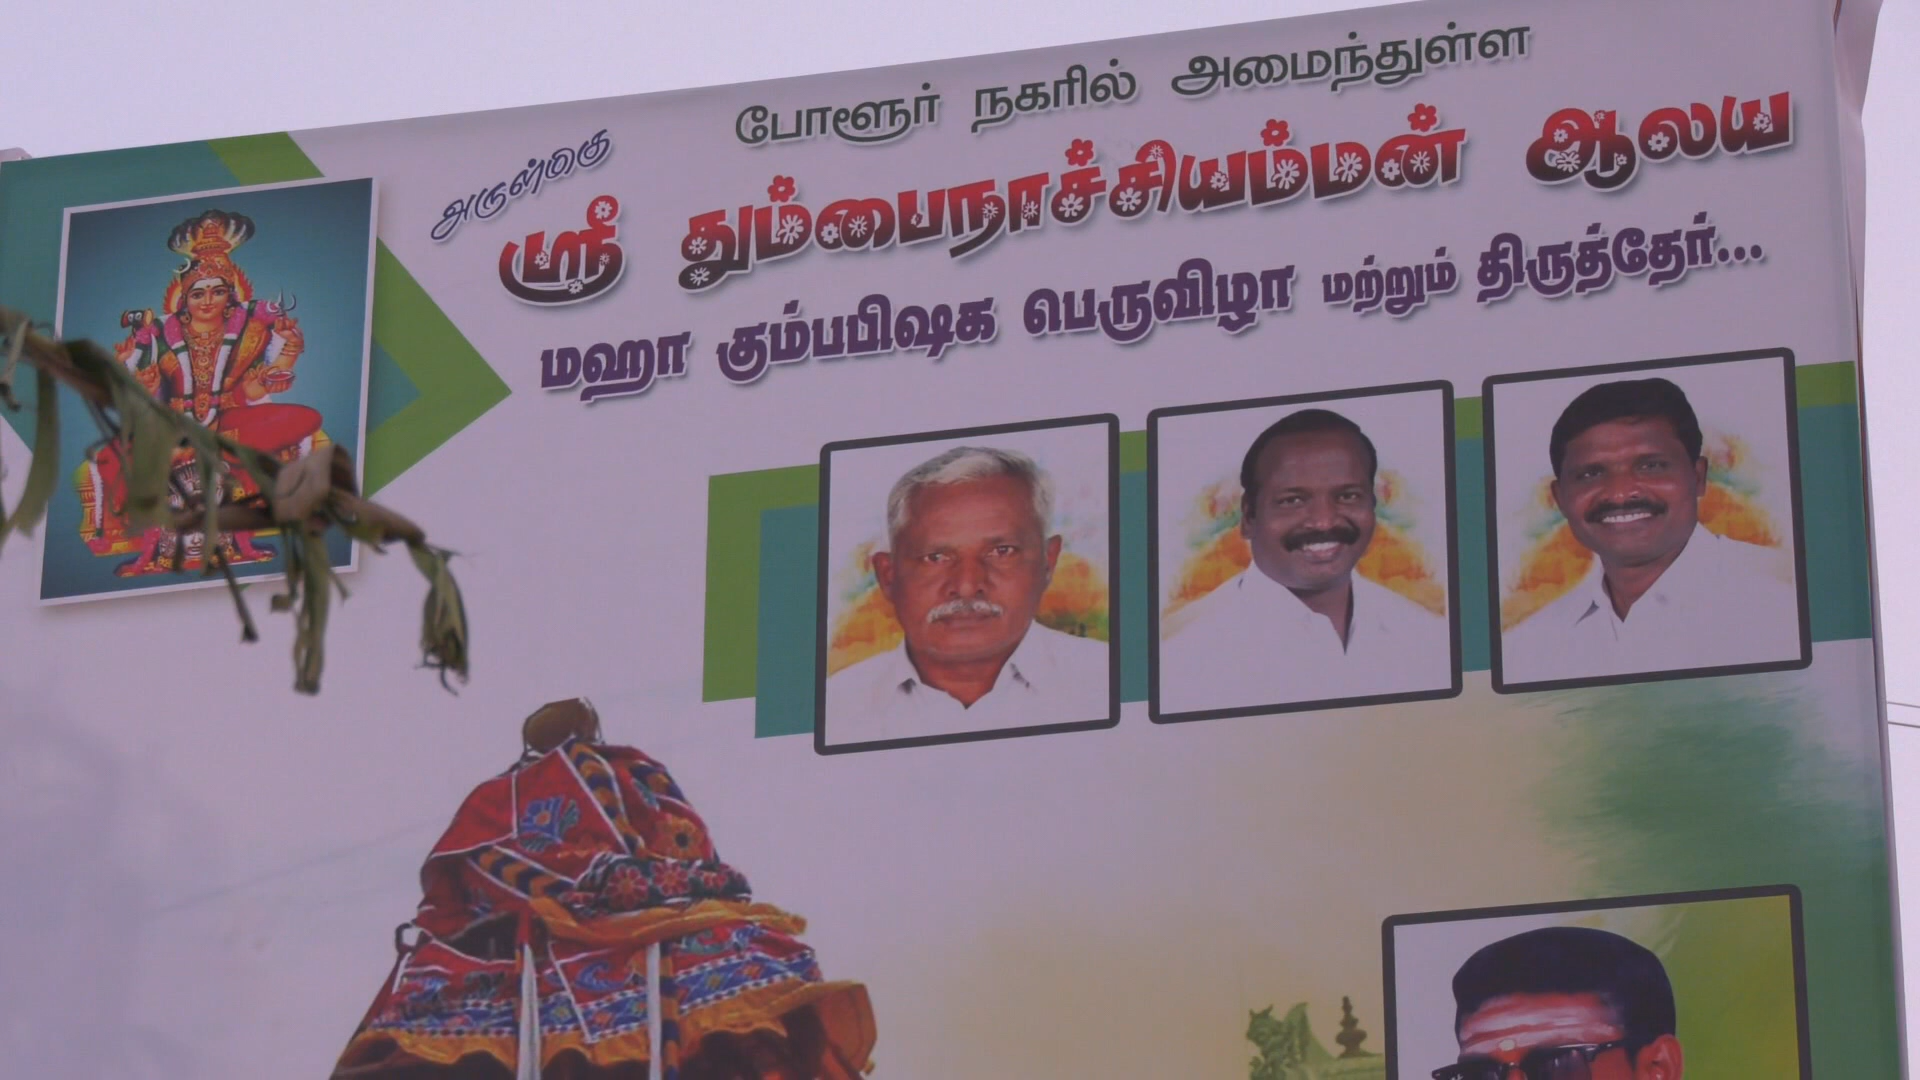 போளூர் நகரில் அமைந்துள்ள
அருள்மிகு
ஸ்ரீ தும்பைநாச்சியம்மன் ஆலய
மஹா கும்பபிஷக பெருவிழா மற்றும் திருத்தேர்...